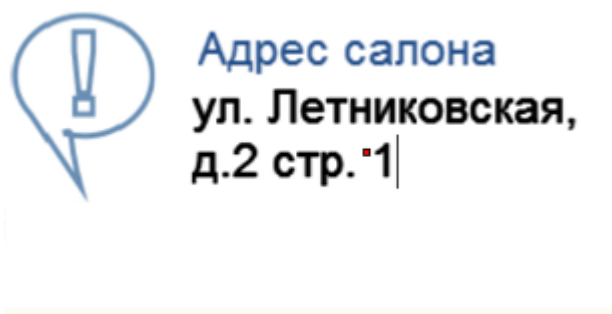 Адрес салона
ул. Летниковская,
д.2 стр. 1